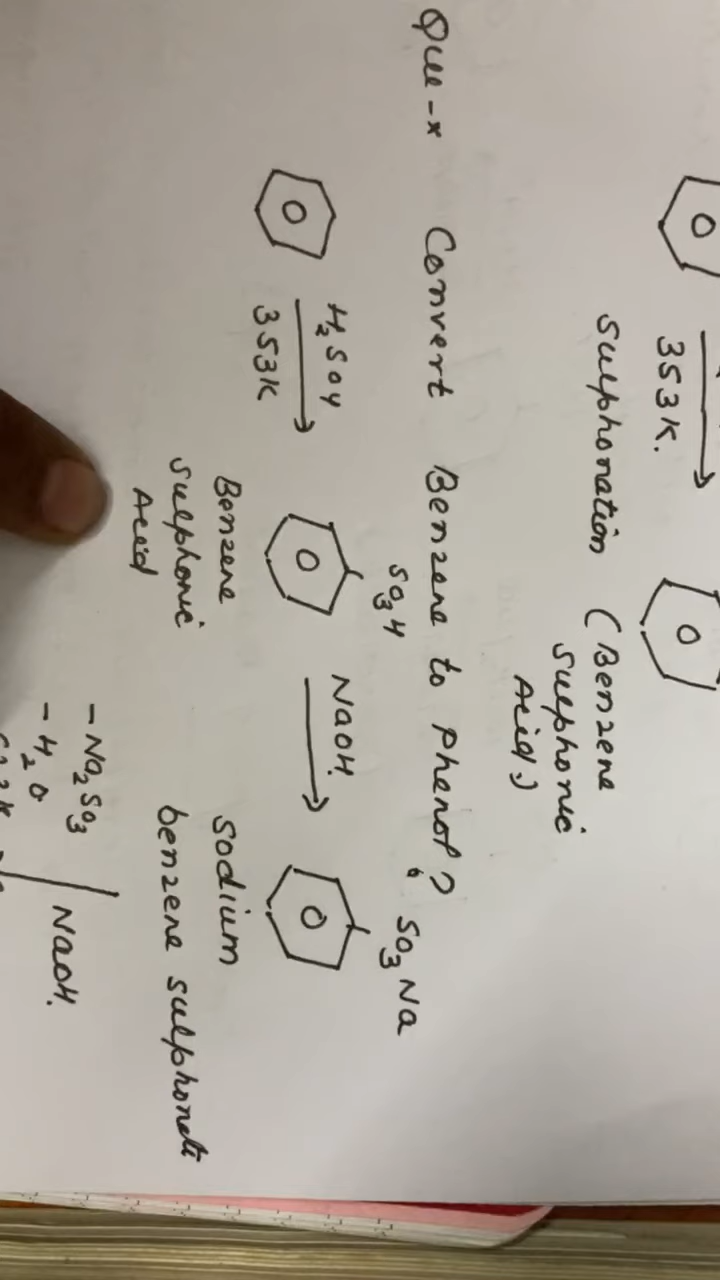 353K.
Sulphonation (Benzene
Sulphonic
Acid)
Que-x Convert Benzene to Phenol?
H2SO4
353K
SO3H
NaOH.
SO3Na
Benzene
Sulphonic
Acid
Sodium
benzene sulphonate
-Na2SO3
-H2O
NaOH.